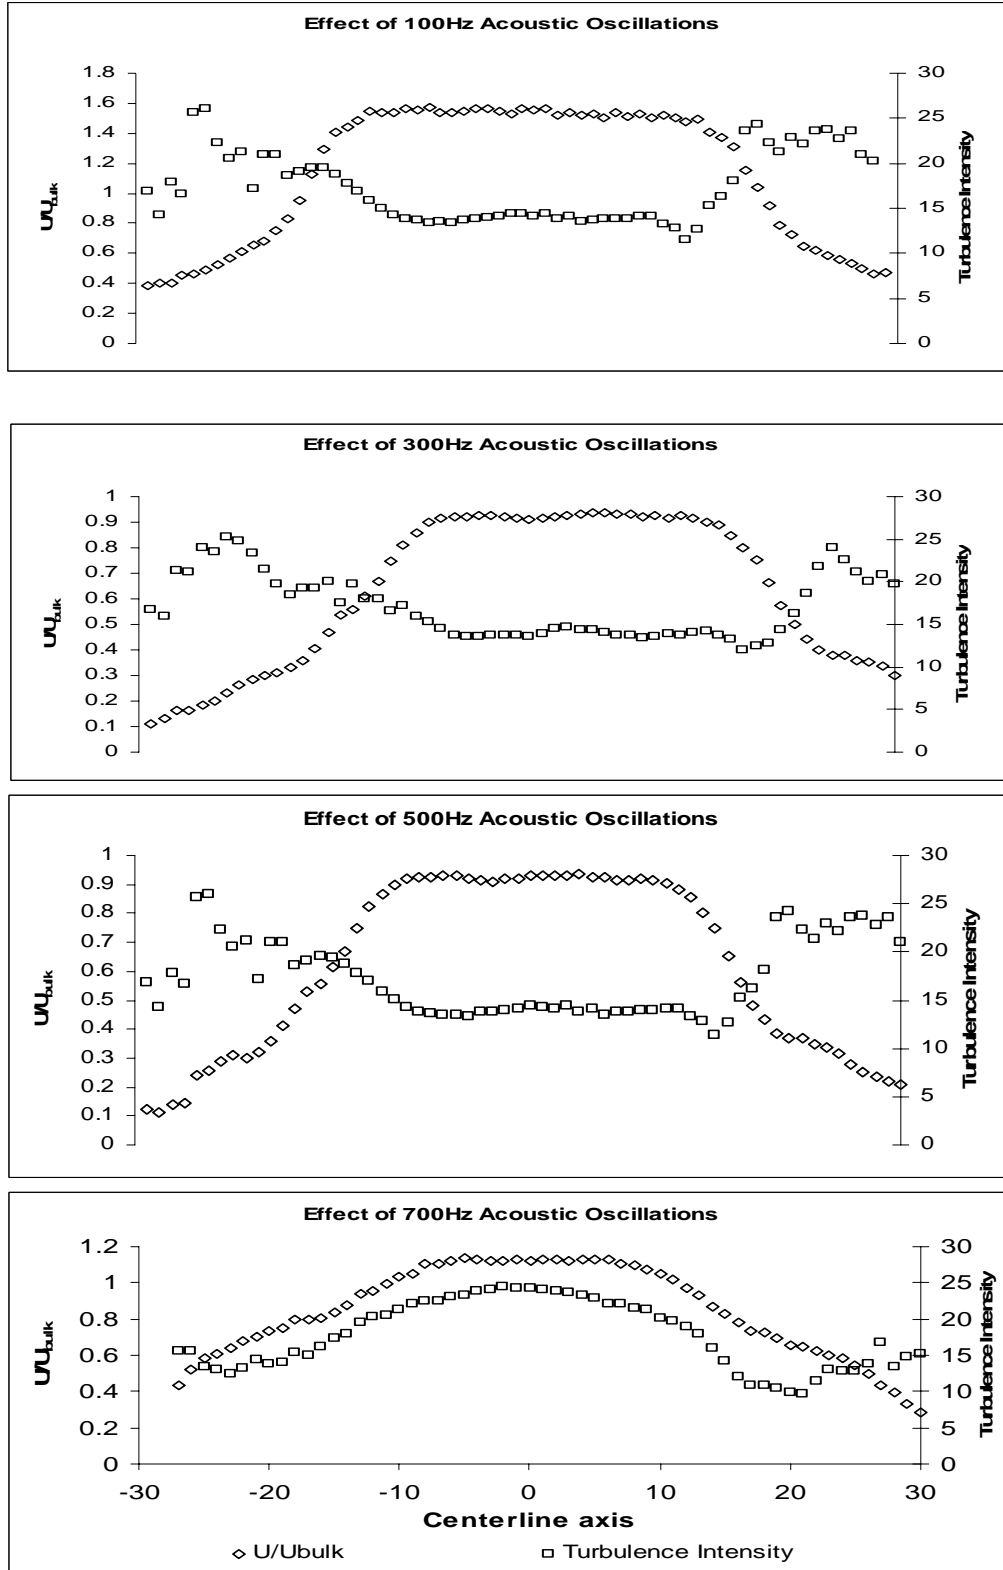 Effect of 100Hz Acoustic Oscillations
1.8 30
1.6 25
1.4
1.2 20
1 15
0.8
0.6 10
0.4 5
0.2
0 0
U/Ubulk
Turbulence Intensity
Effect of 300Hz Acoustic Oscillations
1 30
0.9 25
0.8
0.7 20
0.6
0.5 15
0.4 10
0.3
0.2 5
0.1
0 0
U/Ubulk
Turbulence Intensity
Effect of 500Hz Acoustic Oscillations
1 30
0.9 25
0.8
0.7 20
0.6
0.5 15
0.4 10
0.3
0.2 5
0.1
0 0
U/Ubulk
Turbulence Intensity
Effect of 700Hz Acoustic Oscillations
1.2 30
1 25
0.8 20
0.6 15
0.4 10
0.2 5
0 0
U/Ubulk
Turbulence Intensity
-30 -20 -10 0 10 20 30
Centerline axis
U/Ubulk Turbulence Intensity